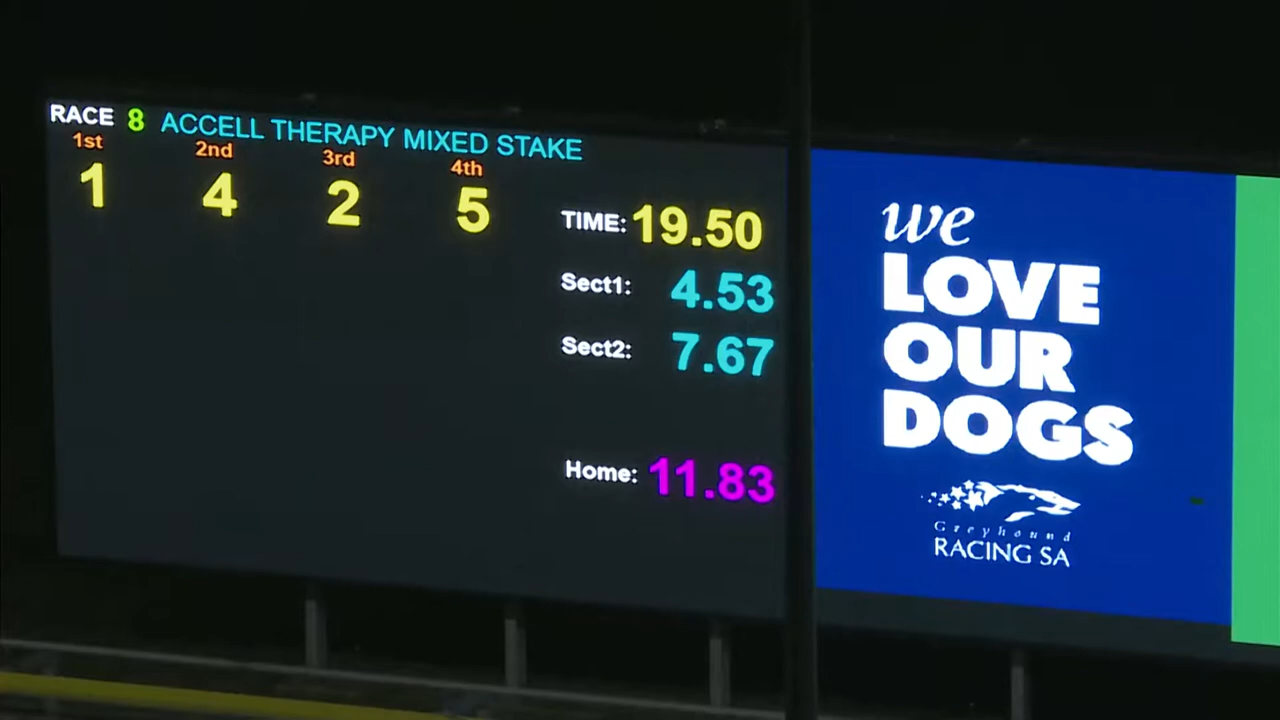 RACE 8 ACCELL THERAPY MIXED STAKE
1st 2nd 3rd 4th
1 4 2 5
TIME: 19.50
Sect1: 4.53
Sect2: 7.67
Home: 11.83
we
LOVE
OUR
DOGS
Greyhound
RACING SA